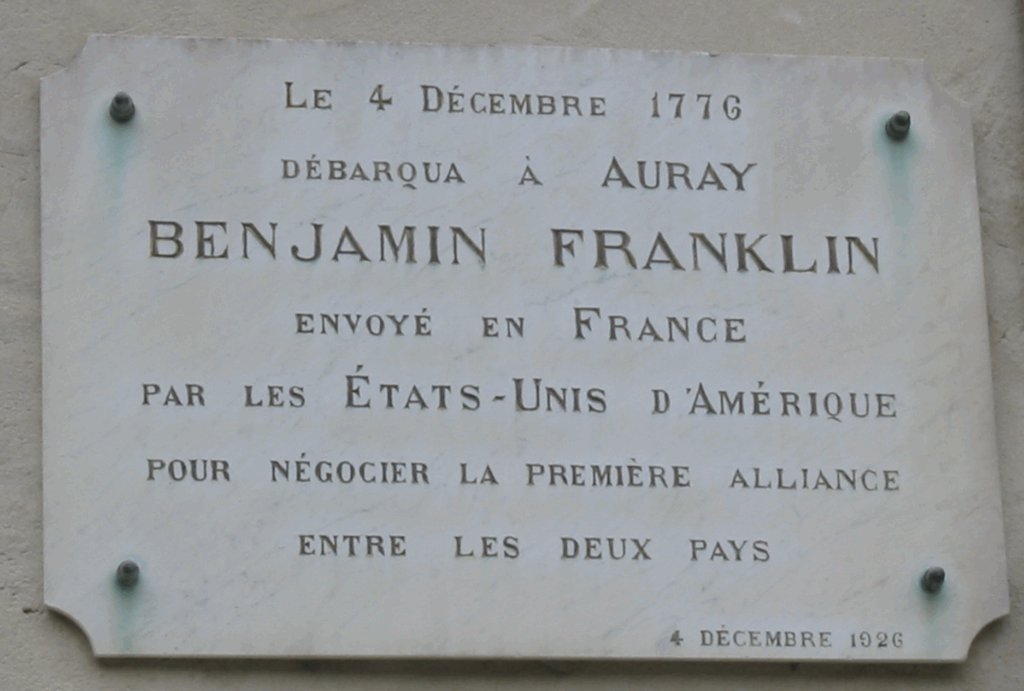 LE 4 DÉCEMBRE 1776
DÉBARQUA À AURAY
BENJAMIN FRANKLIN
ENVOYÉ EN FRANCE
PAR LES ÉTATS-UNIS D'AMÉRIQUE
POUR NÉGOCIER LA PREMIÈRE ALLIANCE
ENTRE LES DEUX PAYS
4 DÉCEMBRE 1926